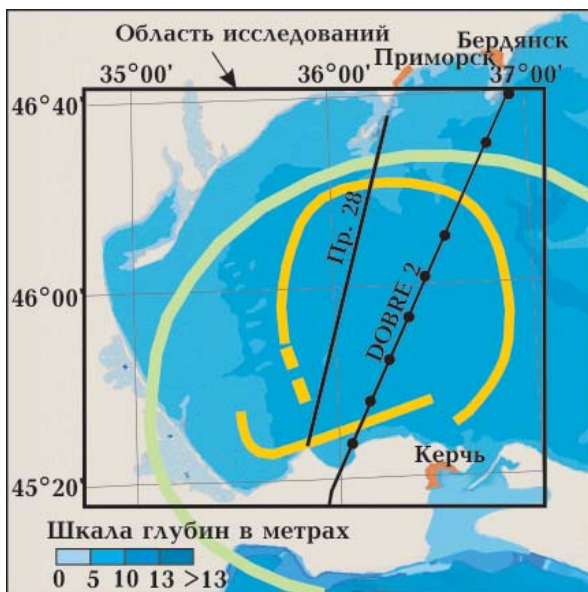 Область исследований
Бердянск
Приморск
35°00'
36°00'
37°00'
46°40'
Пр. 28
46°00'
DOBRE 2
Керчь
45°20'
Шкала глубин в метрах
0 5 10 13 >13